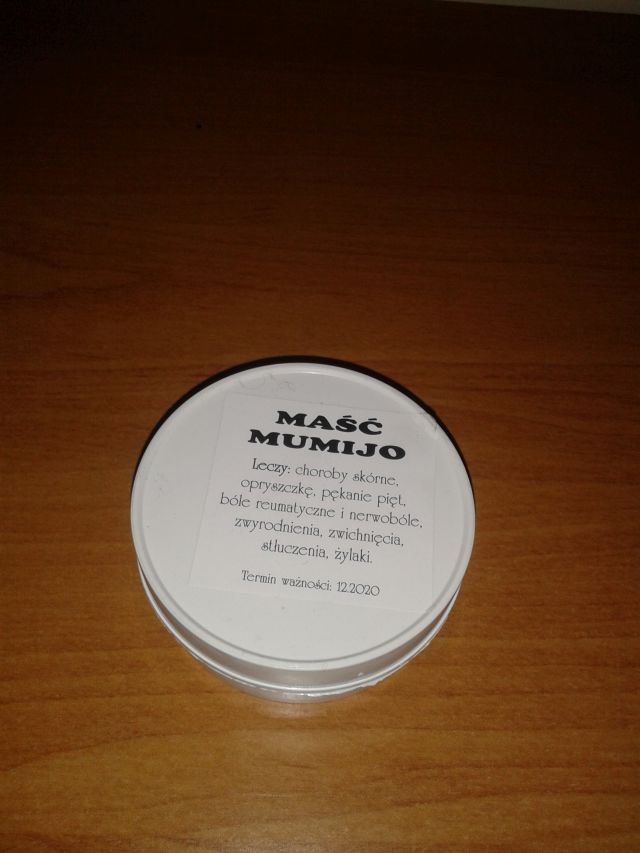 MAŚĆ
MUMIJO
Leczy: choroby skórne,
opryszczkę, pękanie pięt,
bóle reumatyczne i nerwobóle,
zwyrodnienia, zwichnięcia,
stłuczenia, żylaki.
Termin ważności: 12.2020